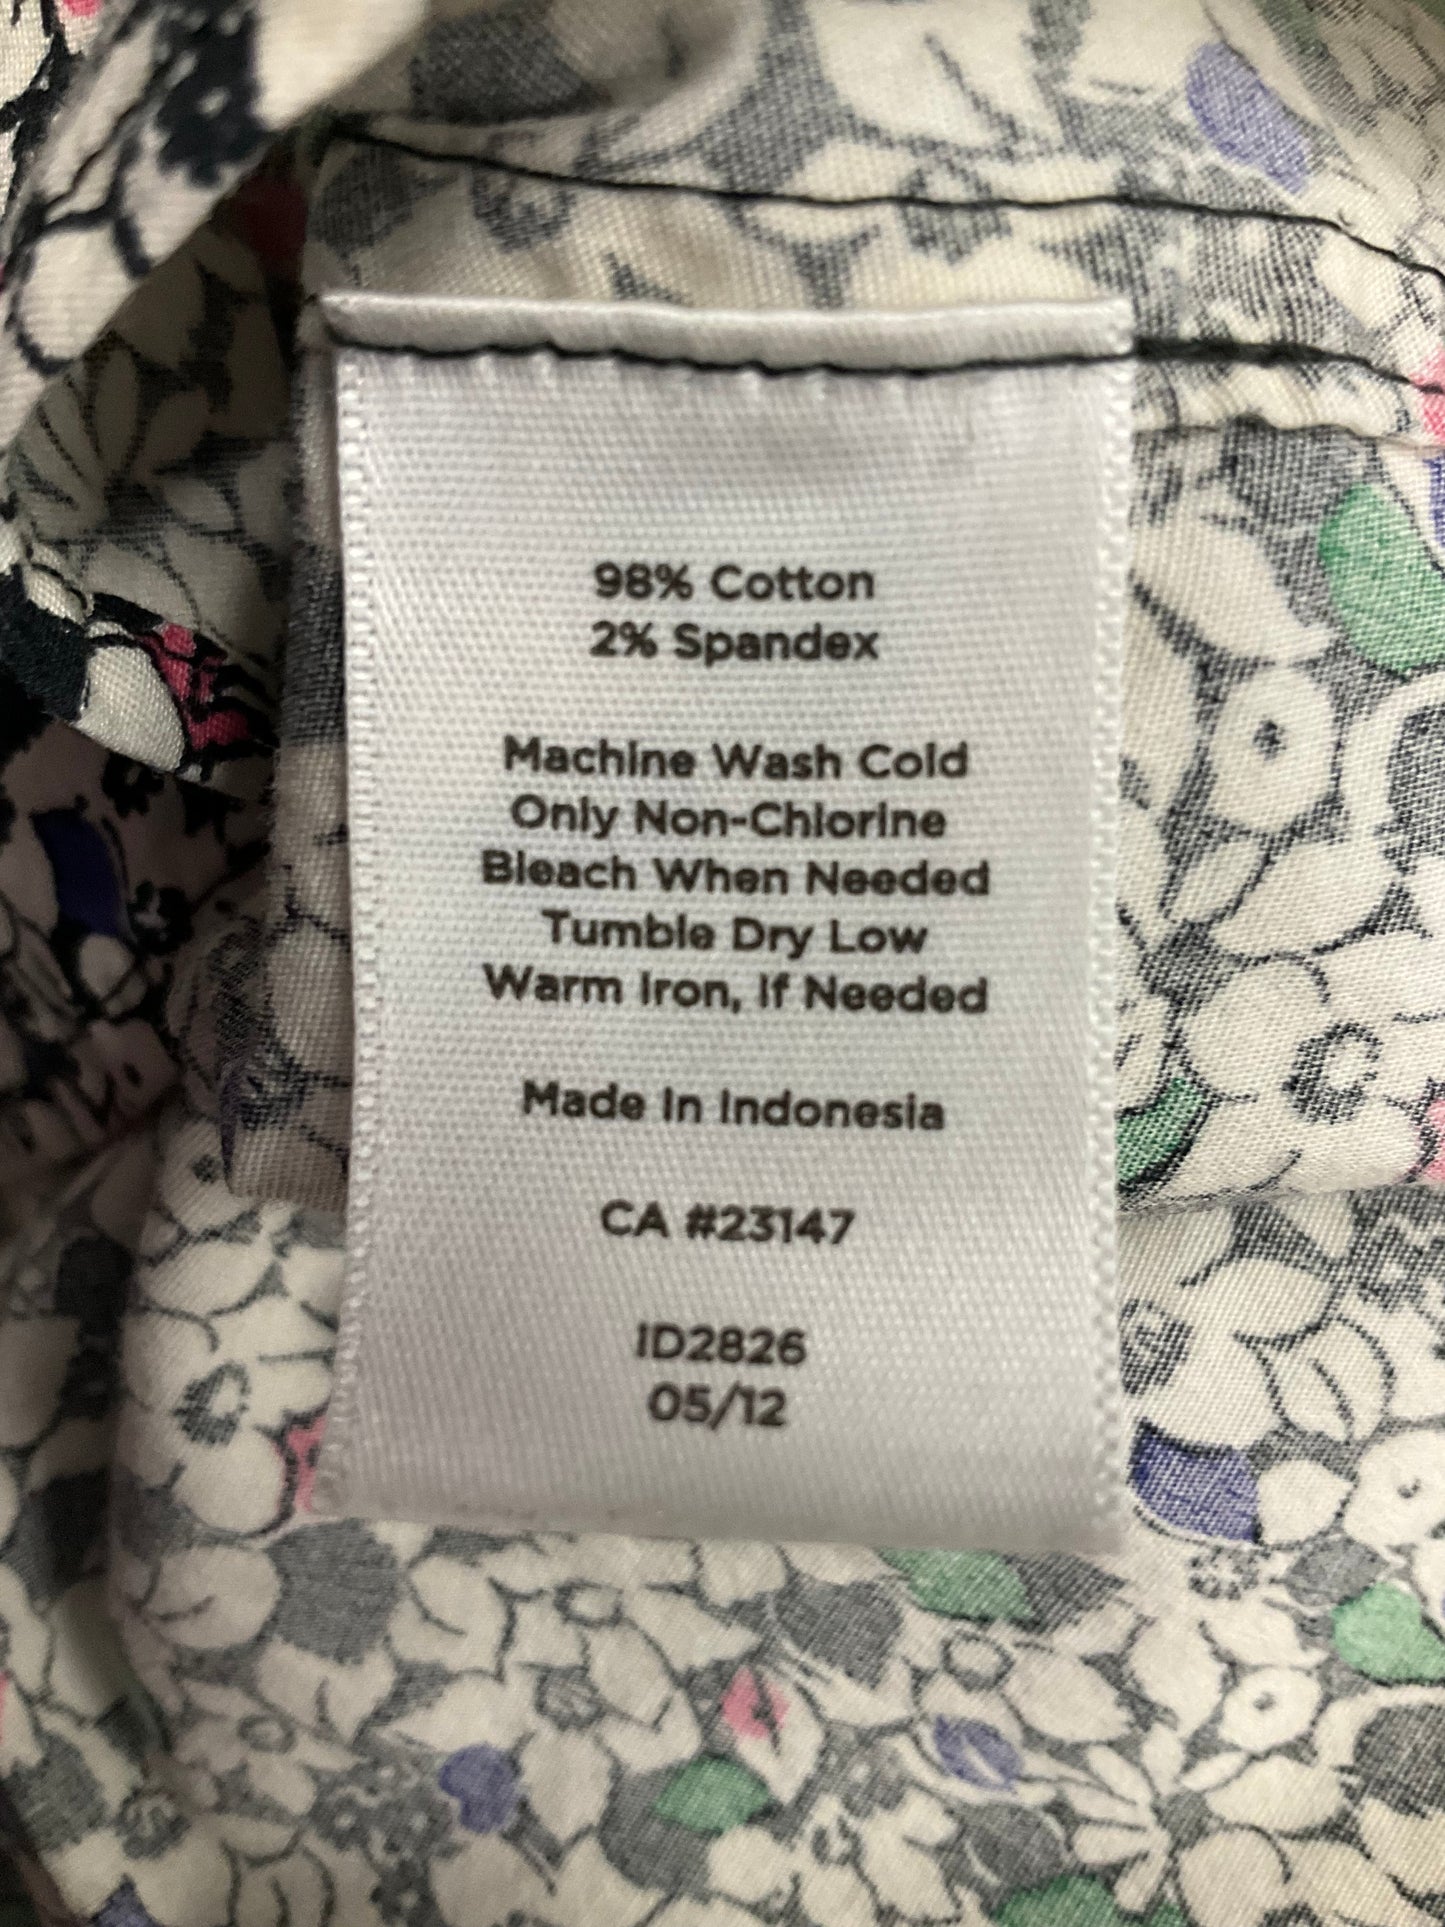 98% Cotton
2% Spandex
Machine Wash Cold
Only Non-Chlorine
Bleach When Needed
Tumble Dry Low
Warm Iron, If Needed
Made In Indonesia
CA #23147
ID2826
05/12